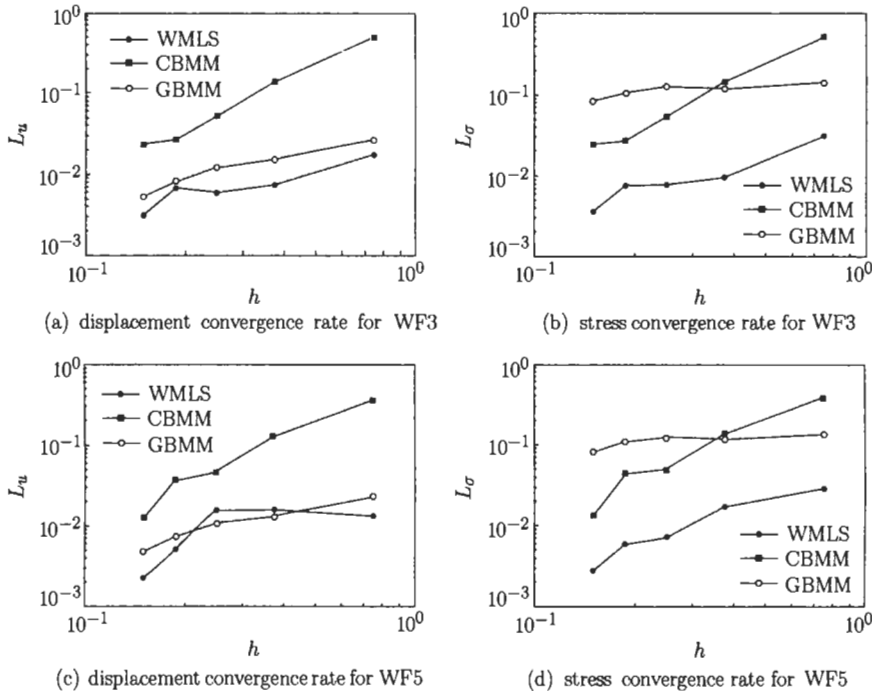 10^0
10^-1
10^-2
10^-3
L_u
WMLS
CBMM
GBMM
10^-1
10^0
h
(a) displacement convergence rate for WF3
10^0
10^-1
10^-2
10^-3
L_σ
WMLS
CBMM
GBMM
10^-1
10^0
h
(b) stress convergence rate for WF3
10^0
10^-1
10^-2
10^-3
L_u
WMLS
CBMM
GBMM
10^-1
10^0
h
(c) displacement convergence rate for WF5
10^0
10^-1
10^-2
10^-3
L_σ
WMLS
CBMM
GBMM
10^-1
10^0
h
(d) stress convergence rate for WF5